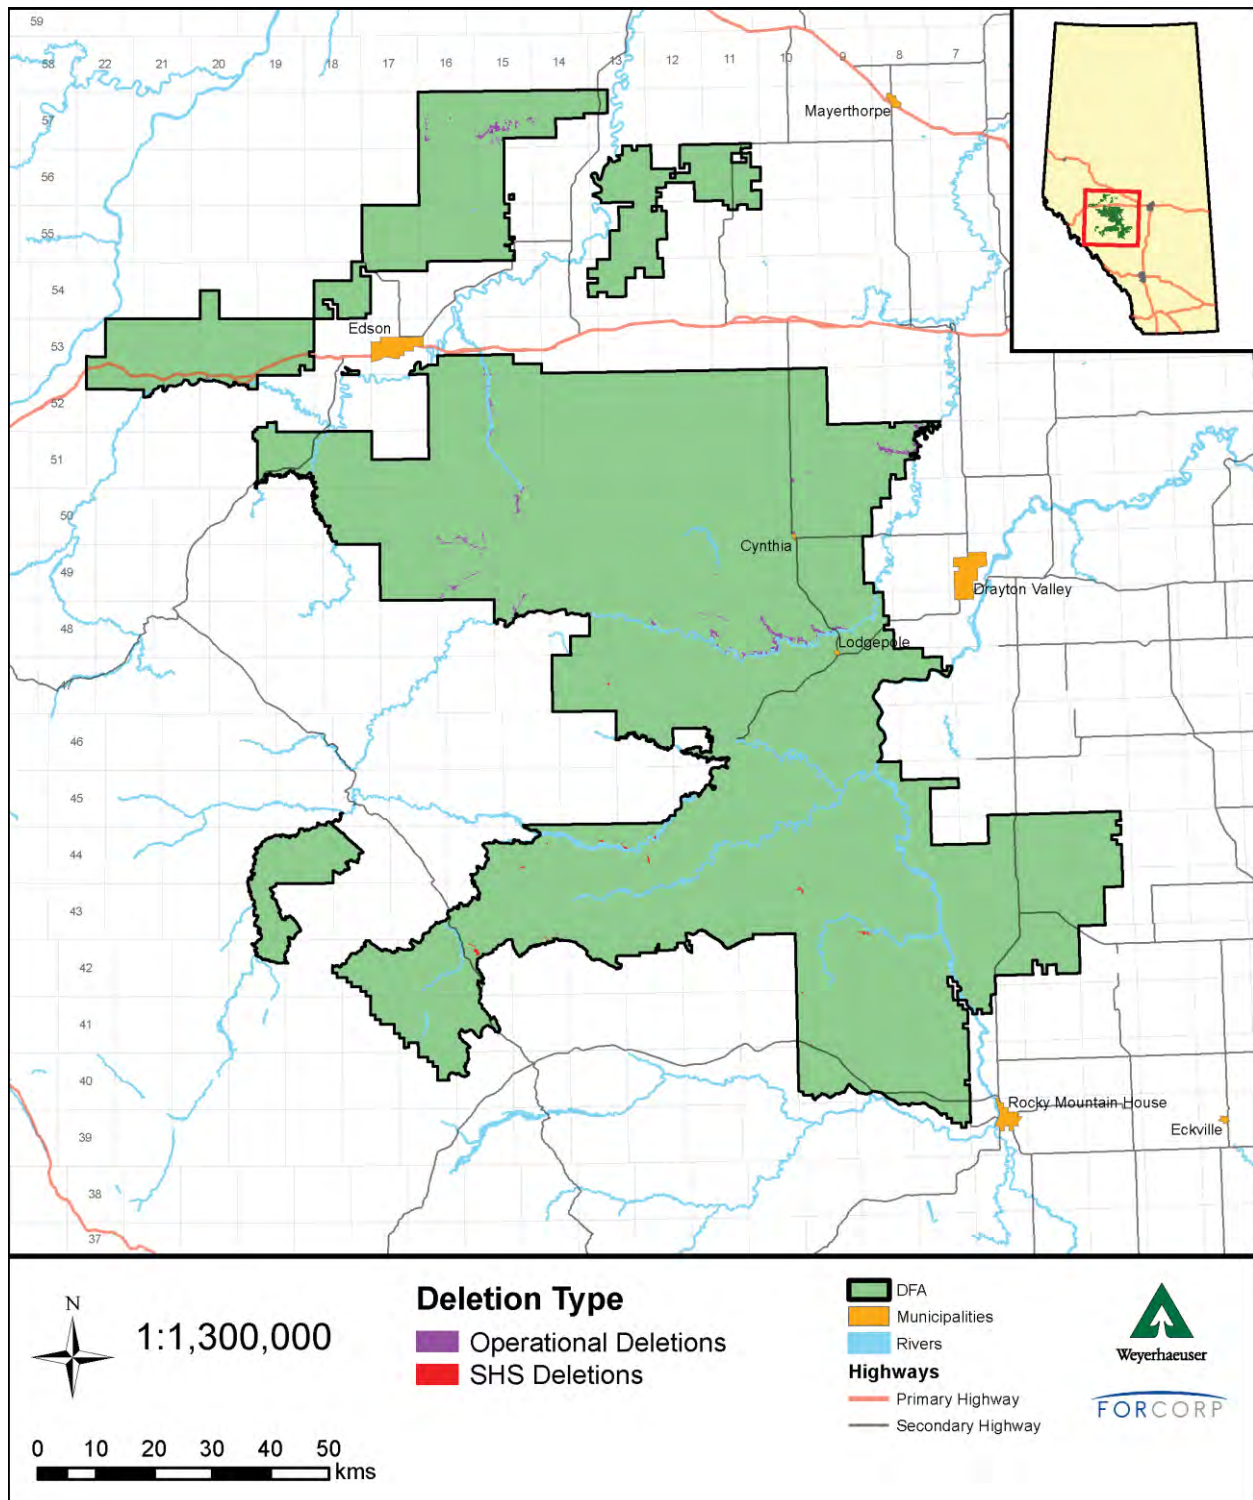 59
58 22 21 20 19 18 17 16 15 14 13 12 11 10 9 8 7
Mayerthorpe
57
56
55
54
Edson
53
52
51
50
Cynthia
49
Drayton Valley
48
Lodgepole
47
46
45
44
43
42
41
40
Rocky Mountain House
39
Eckville
38
37
N
1:1,300,000
0 10 20 30 40 50
kms
Deletion Type
Operational Deletions
SHS Deletions
DFA
Municipalities
Rivers
Highways
Primary Highway
Secondary Highway
Weyerhaeuser
FORCORP